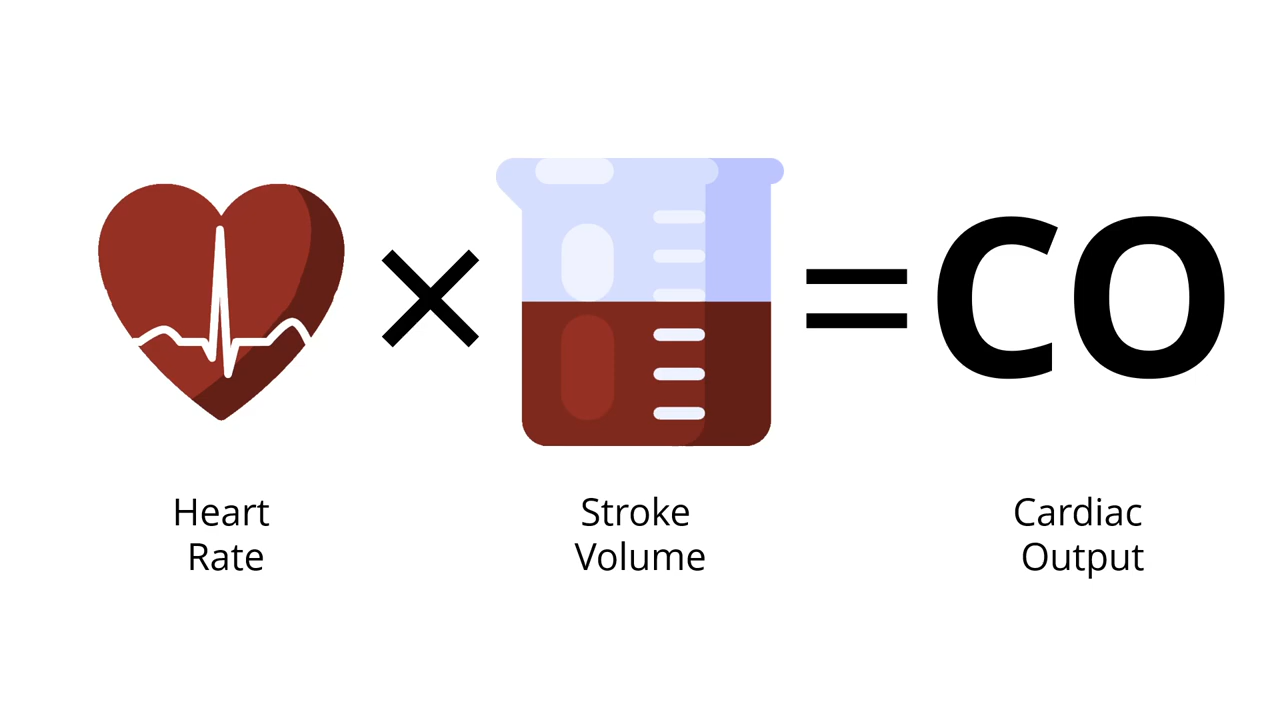 × = CO
Heart
Rate
Stroke
Volume
Cardiac
Output